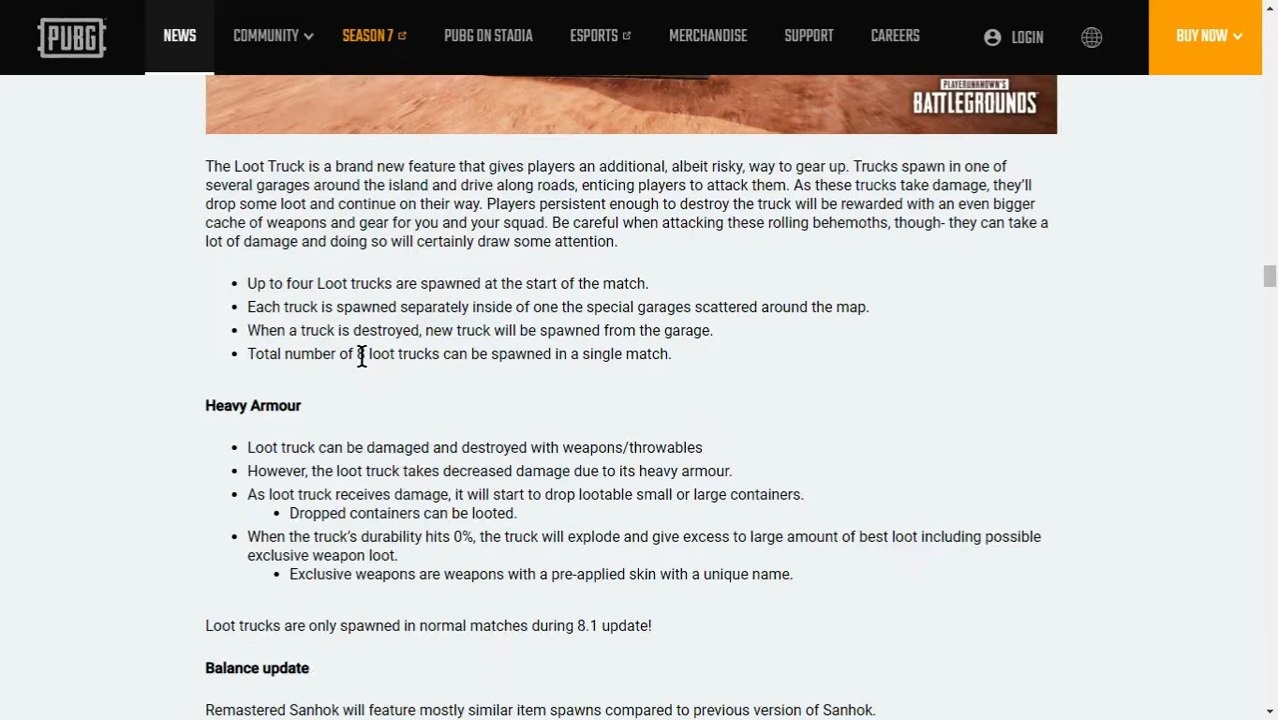 PUBG
NEWS
COMMUNITY
SEASON 7
PUBG ON STADIA
ESPORTS
MERCHANDISE
SUPPORT
CAREERS
LOGIN
BUY NOW
PLAYERUNKNOWN'S
BATTLEGROUNDS
The Loot Truck is a brand new feature that gives players an additional, albeit risky, way to gear up. Trucks spawn in one of
several garages around the island and drive along roads, enticing players to attack them. As these trucks take damage, they'll
drop some loot and continue on their way. Players persistent enough to destroy the truck will be rewarded with an even bigger
cache of weapons and gear for you and your squad. Be careful when attacking these rolling behemoths, though- they can take a
lot of damage and doing so will certainly draw some attention.
• Up to four Loot trucks are spawned at the start of the match.
• Each truck is spawned separately inside of one the special garages scattered around the map.
• When a truck is destroyed, new truck will be spawned from the garage.
• Total number of loot trucks can be spawned in a single match.
Heavy Armour
• Loot truck can be damaged and destroyed with weapons/throwables
• However, the loot truck takes decreased damage due to its heavy armour.
• As loot truck receives damage, it will start to drop lootable small or large containers.
• Dropped containers can be looted.
• When the truck's durability hits 0%, the truck will explode and give excess to large amount of best loot including possible
exclusive weapon loot.
• Exclusive weapons are weapons with a pre-applied skin with a unique name.
Loot trucks are only spawned in normal matches during 8.1 update!
Balance update
Remastered Sanhok will feature mostly similar item spawns compared to previous version of Sanhok.